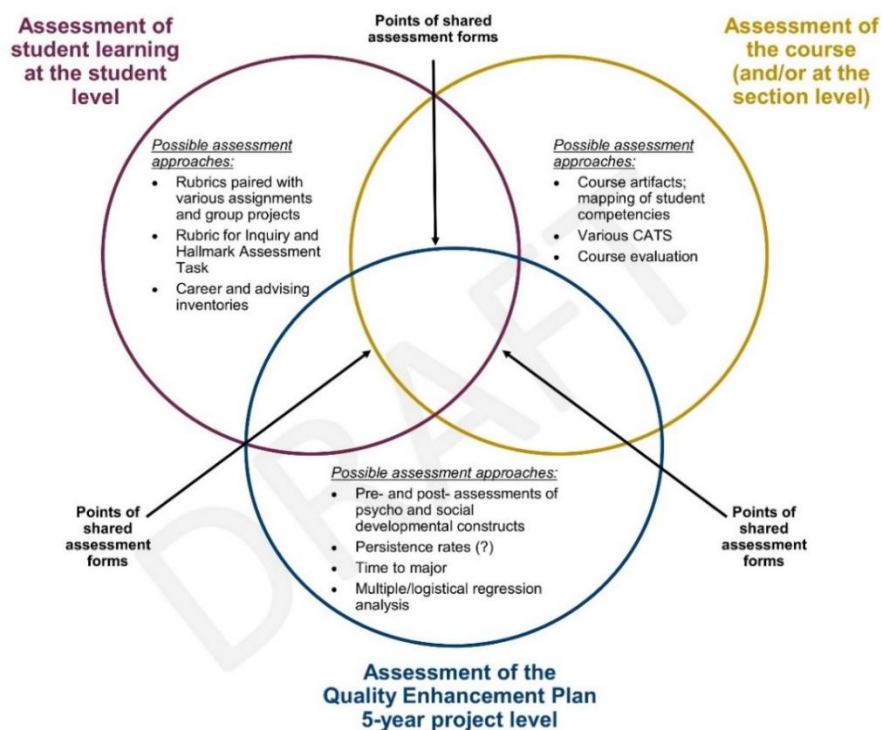 Assessment of
student learning
at the student
level
Points of shared
assessment forms
Assessment of
the course
(and/or at the
section level)
Possible assessment
approaches:
• Rubrics paired with
various assignments
and group projects
• Rubric for Inquiry and
Hallmark Assessment
Task
• Career and advising
inventories
Possible assessment
approaches:
• Course artifacts;
mapping of student
competencies
• Various CATS
• Course evaluation
DRAFT
Possible assessment approaches:
• Pre- and post- assessments of
psycho and social
developmental constructs
• Persistence rates (?)
• Time to major
• Multiple/logistical regression
analysis
Points of
shared
assessment
forms
Points of
shared
assessment
forms
Assessment of the
Quality Enhancement Plan
5-year project level